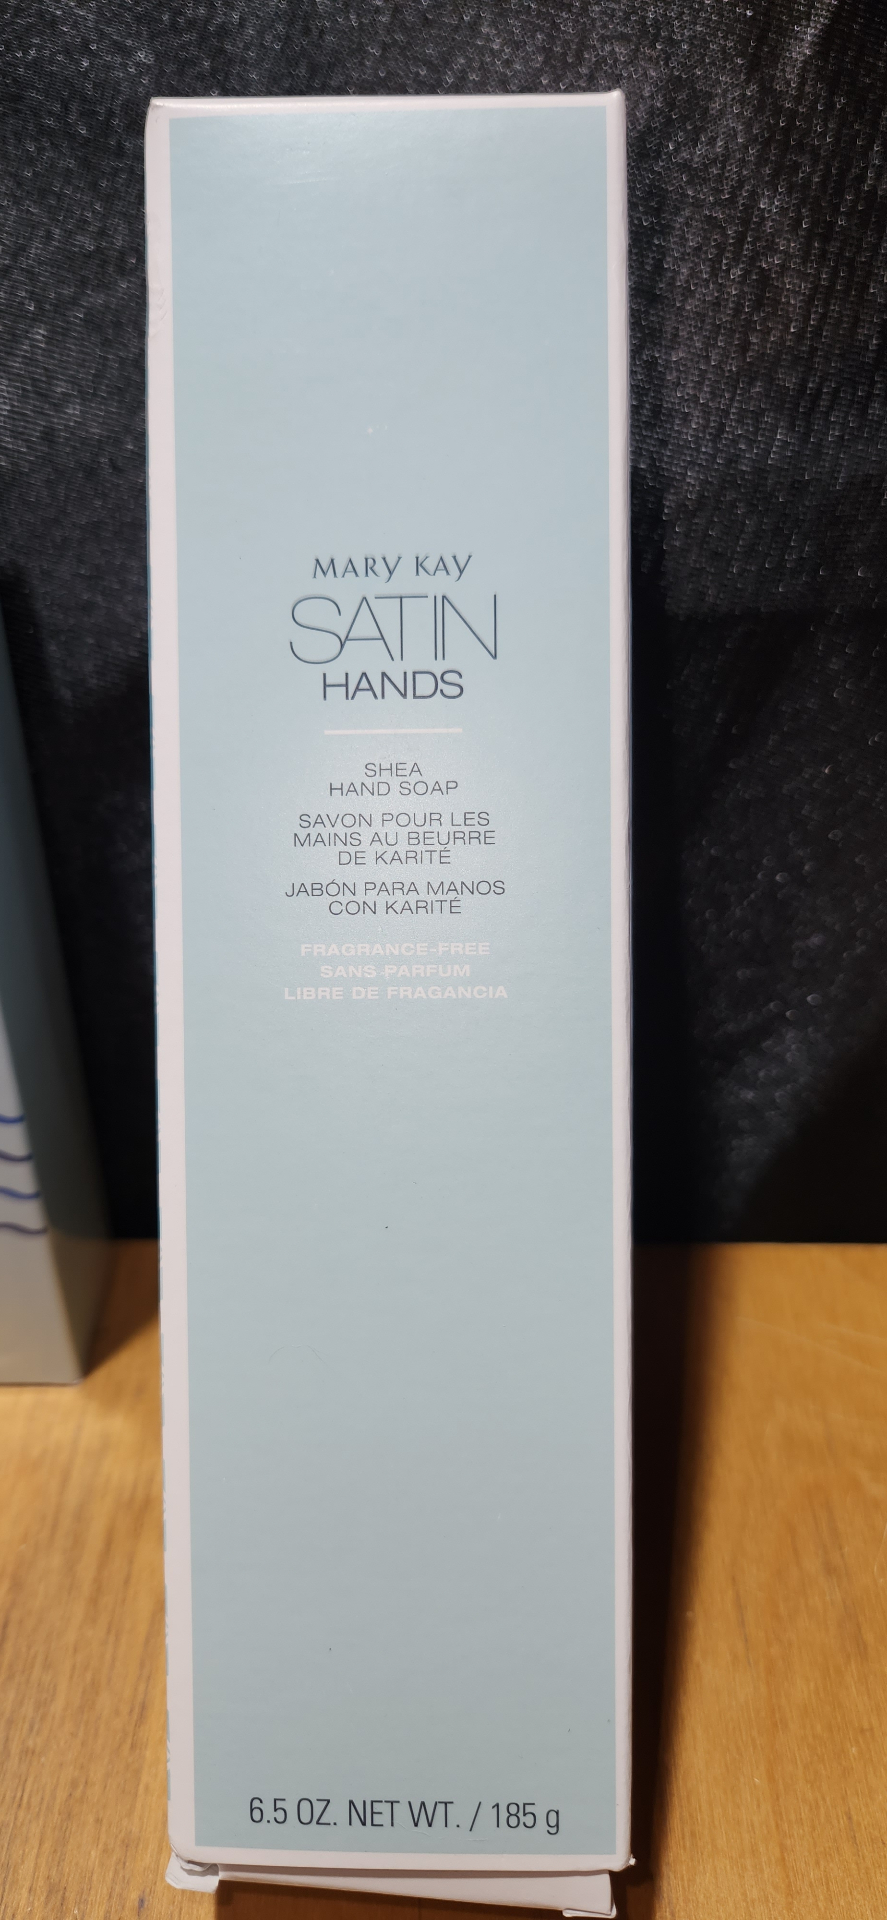 MARY KAY
SATIN
HANDS
SHEA
HAND SOAP
SAVON POUR LES
MAINS AU BEURRE
DE KARITÉ
JABÓN PARA MANOS
CON KARITÉ
FRAGRANCE-FREE
SANS PARFUM
LIBRE DE FRAGANCIA
6.5 OZ. NET WT. / 185 g